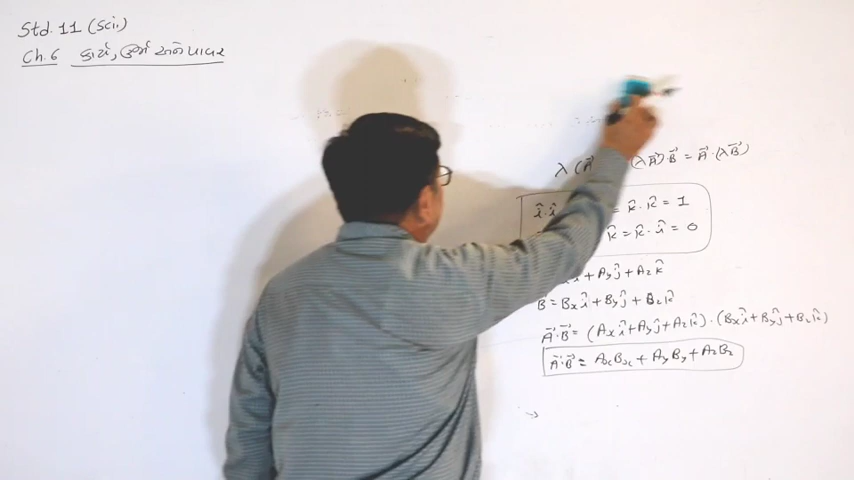 Std. 11 (Sci.)
Ch. 6 કાર્ય, ઊર્જા અને પાવર
λ (A⃗ (λA⃗)·B⃗ = A⃗·(λB⃗)
î·î = k̂·k̂ = 1
k̂ = k̂·î = 0
î + Ayĵ + Azk̂
B = Bxî + Byĵ + Bzk̂
A⃗·B⃗ = (Axî + Ayĵ + Azk̂)·(Bxî + Byĵ + Bzk̂)
A⃗·B⃗ = AxBx + AyBy + AzBz
→